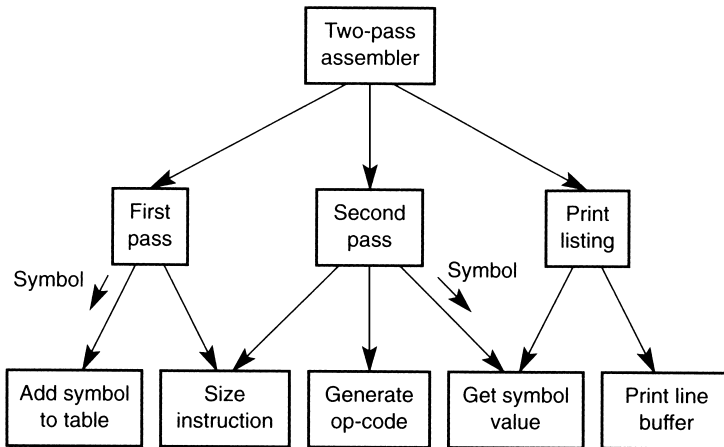 Two-pass
assembler
First
pass
Second
pass
Print
listing
Symbol
Symbol
Add symbol
to table
Size
instruction
Generate
op-code
Get symbol
value
Print line
buffer